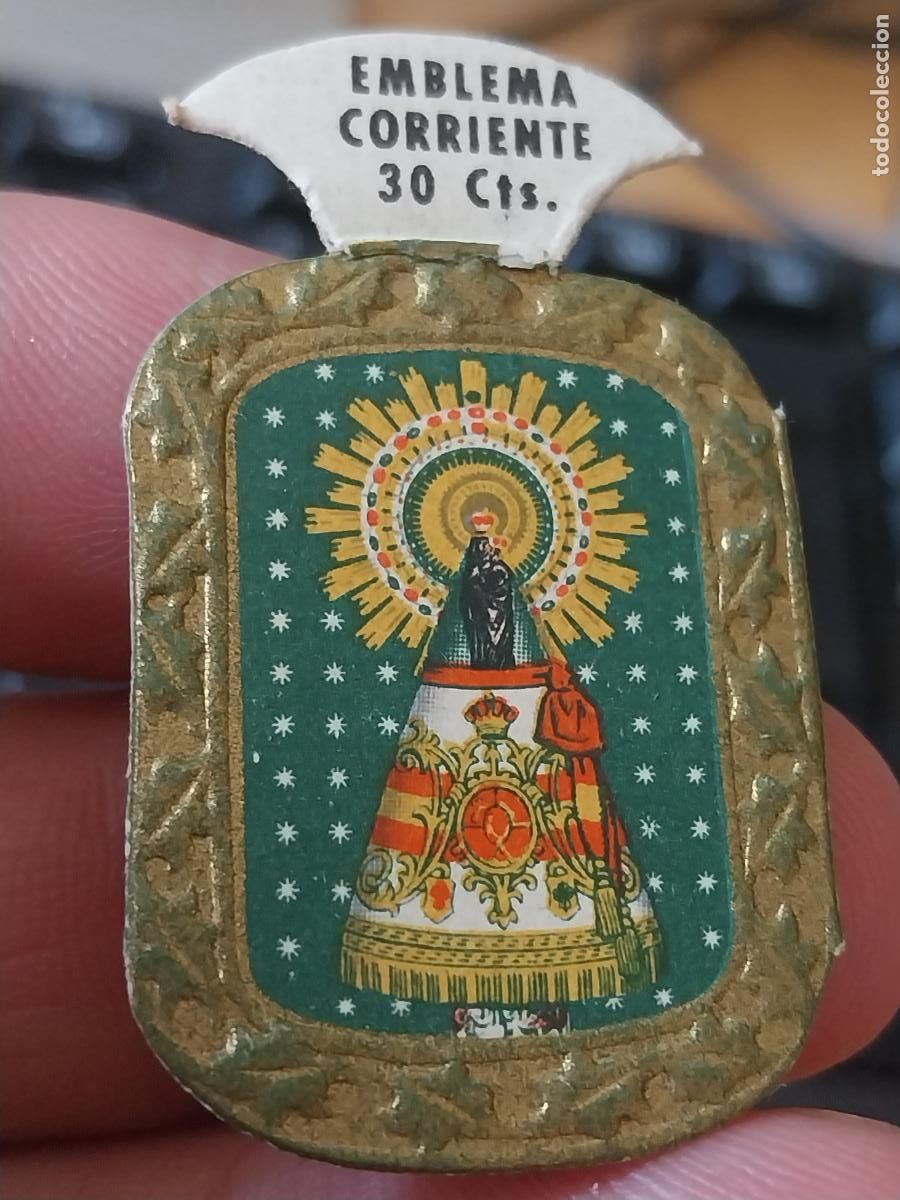 EMBLEMA
CORRIENTE
30 Cts.
todocoleccion